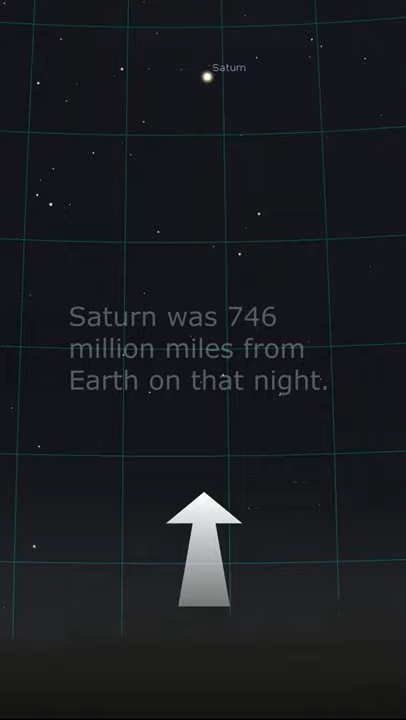 Saturn
Saturn was 746
million miles from
Earth on that night.